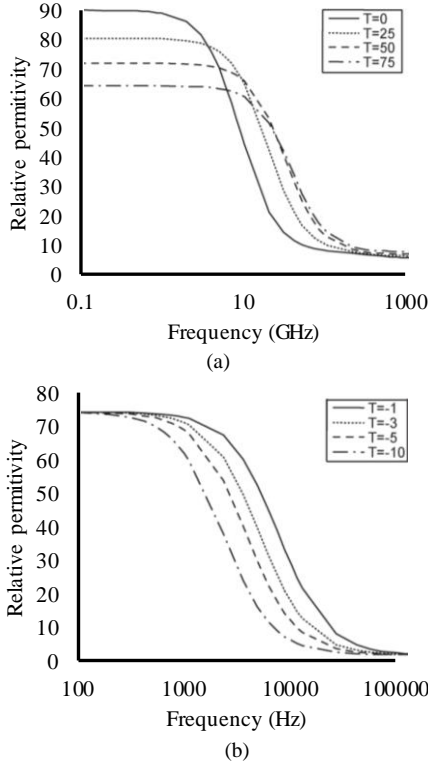 90
80
70
60
50
40
30
20
10
0
Relative permitivity
T=0
T=25
T=50
T=75
0.1
10
1000
Frequency (GHz)
(a)
80
70
60
50
40
30
20
10
0
Relative permitivity
T=-1
T=-3
T=-5
T=-10
100
1000
10000
100000
Frequency (Hz)
(b)